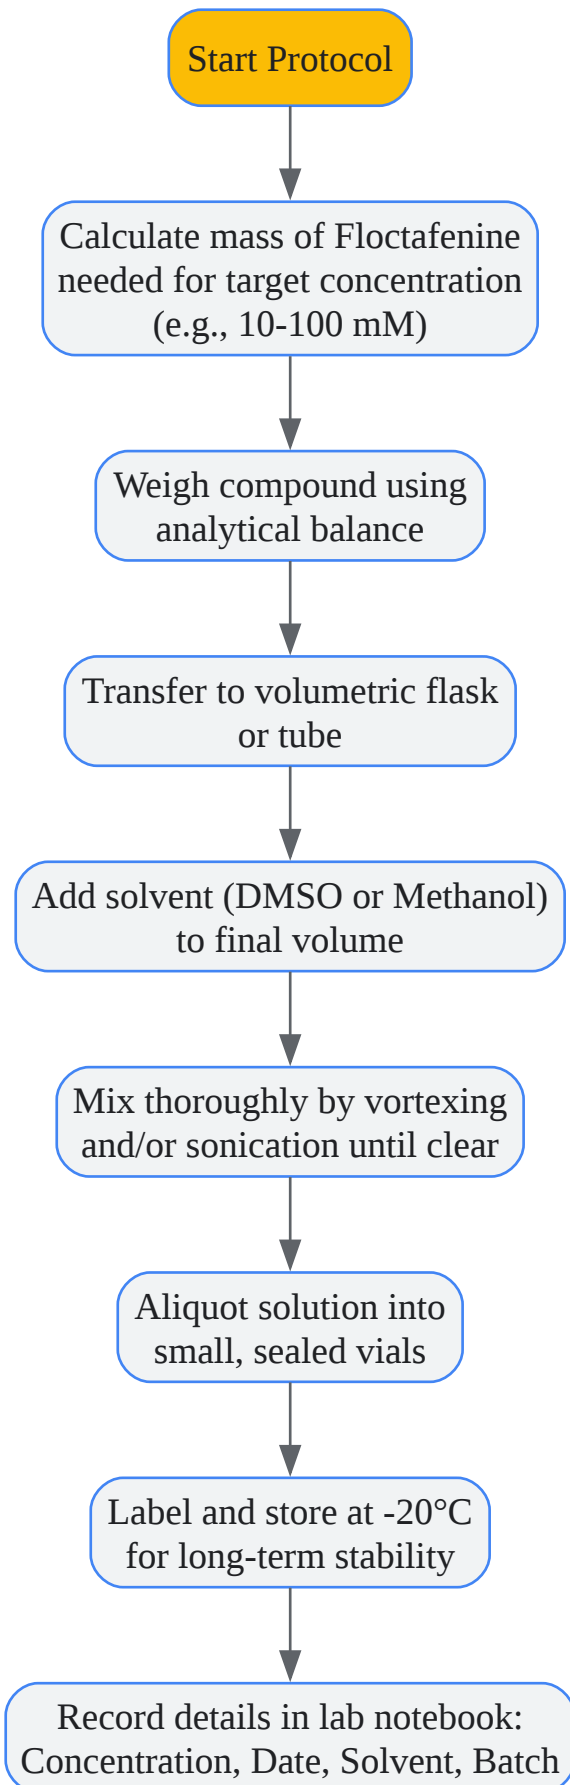 Start Protocol
Calculate mass of Floctafenine
needed for target concentration
(e.g., 10-100 mM)
Weigh compound using
analytical balance
Transfer to volumetric flask
or tube
Add solvent (DMSO or Methanol)
to final volume
Mix thoroughly by vortexing
and/or sonication until clear
Aliquot solution into
small, sealed vials
Label and store at -20°C
for long-term stability
Record details in lab notebook:
Concentration, Date, Solvent, Batch